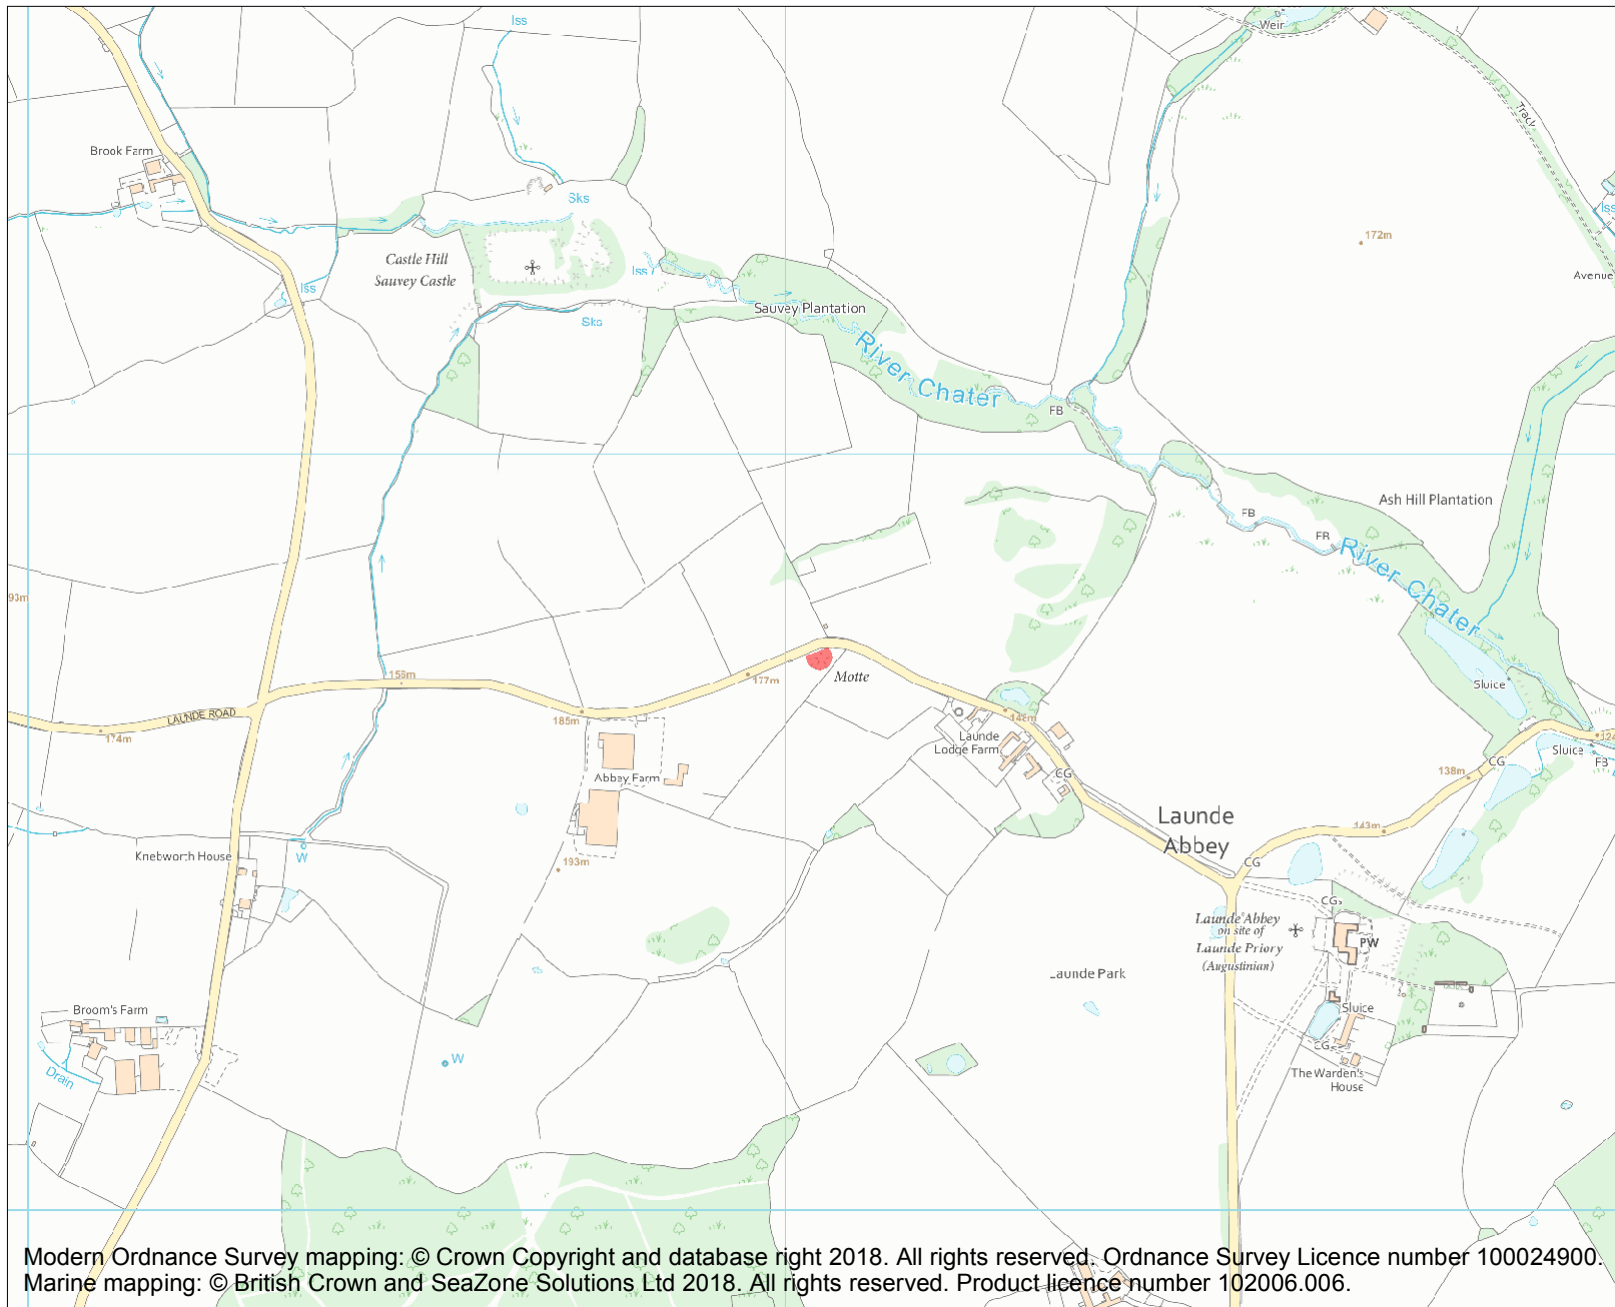 Iss
Weir
Track
Brook Farm
Sks
Iss
172m
Castle Hill
Sauvey Castle
Iss
Avenue
Iss
Sauvey Plantation
Sks
River Chater
FB
Ash Hill Plantation
FB
FB
River Chater
93m
Motte
155m
177m
Sluice
LAUNDE ROAD
174m
185m
148m
Launde
Lodge Farm
Sluice
CG
FB
Abbey Farm
CG
138m
Launde
Abbey
143m
Knebworth House
W
193m
CG
CGs
Launde Abbey
on site of
Launde Priory
(Augustinian)
PW
Launde Park
Broom's Farm
Sluice
CG
Drain
W
The Warden's
House
Modern Ordnance Survey mapping: © Crown Copyright and database right 2018. All rights reserved. Ordnance Survey Licence number 100024900.
Marine mapping: © British Crown and SeaZone Solutions Ltd 2018. All rights reserved. Product licence number 102006.006.